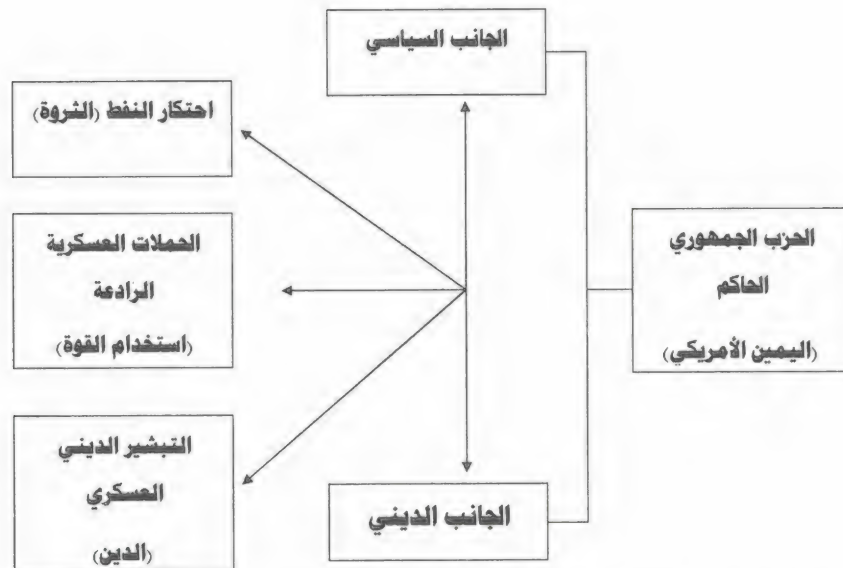 الجانب السياسي
الحزب الجمهوري
الحاكم
(اليمين الأمريكي)
الجانب الديني
احتكار النفط (الثروة)
الحملات العسكرية
الرادعة
(استخدام القوة)
التبشير الديني
العسكري
(الدين)